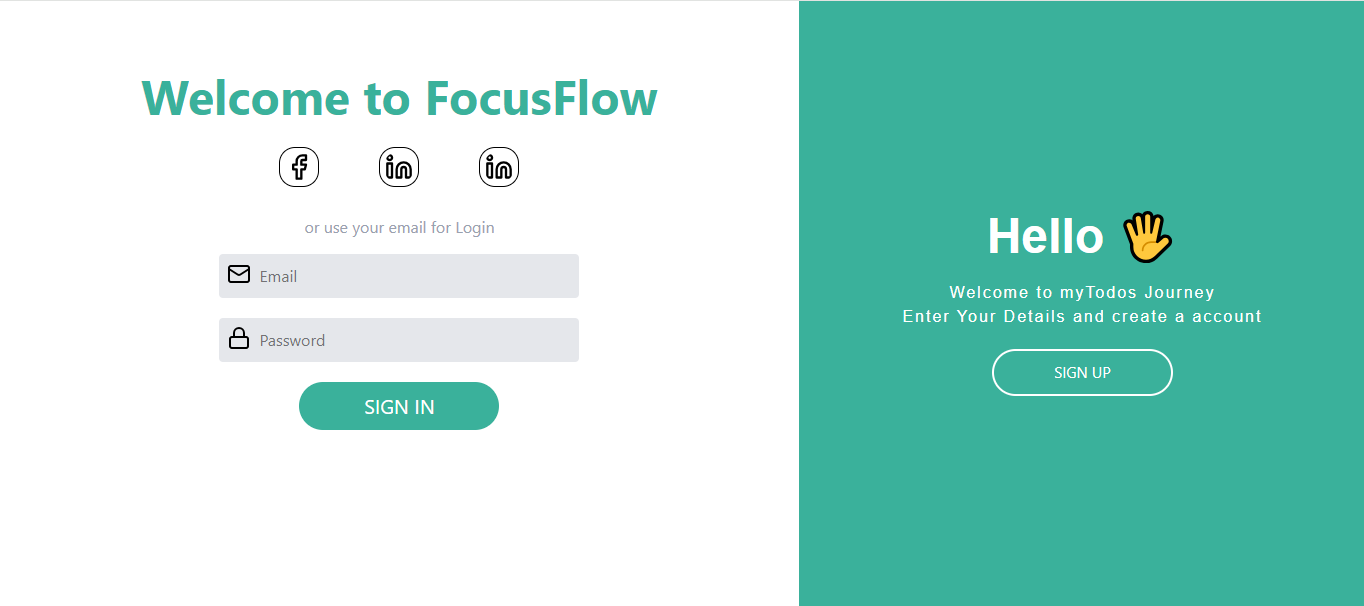 Welcome to FocusFlow
or use your email for Login
Email
Password
SIGN IN
Hello
Welcome to myTodos Journey
Enter Your Details and create a account
SIGN UP